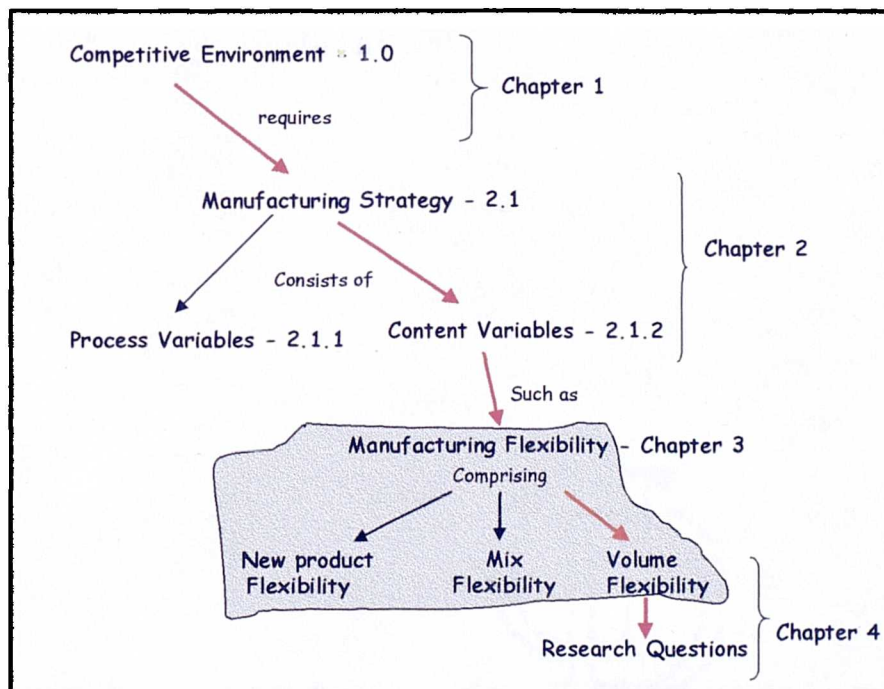 Competitive Environment - 1.0
Chapter 1
requires
Manufacturing Strategy - 2.1
Chapter 2
Consists of
Process Variables - 2.1.1
Content Variables - 2.1.2
Such as
Manufacturing Flexibility - Chapter 3
Comprising
New product
Flexibility
Mix
Flexibility
Volume
Flexibility
Chapter 4
Research Questions